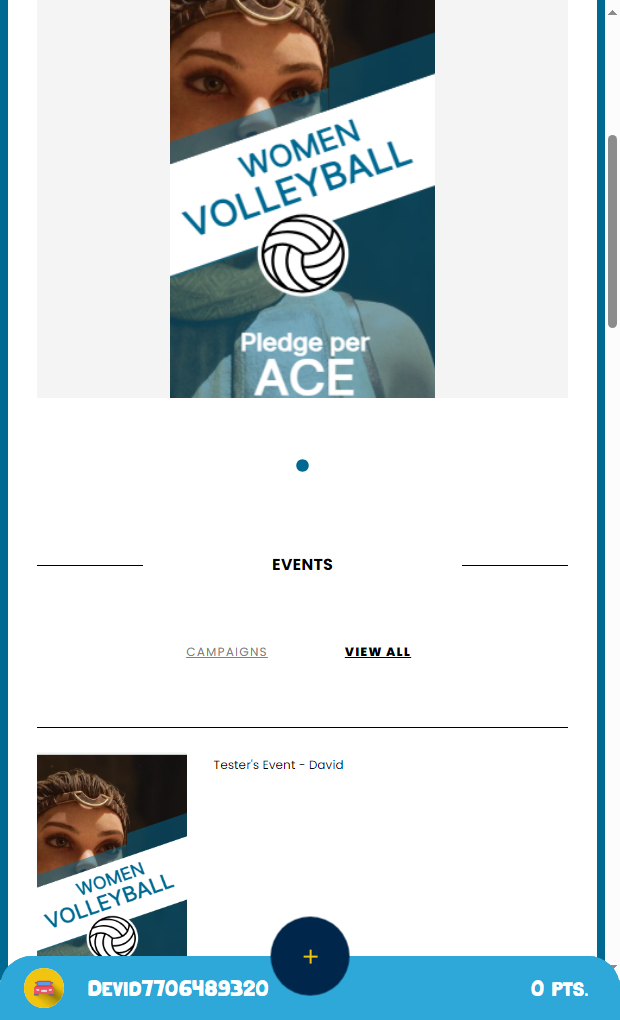 WOMEN
VOLLEYBALL
Pledge per
ACE
EVENTS
CAMPAIGNS
VIEW ALL
Tester's Event - David
WOMEN
VOLLEYBALL
+
Devid7706489320
0 PTS.